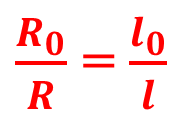 R₀/R = l₀/l